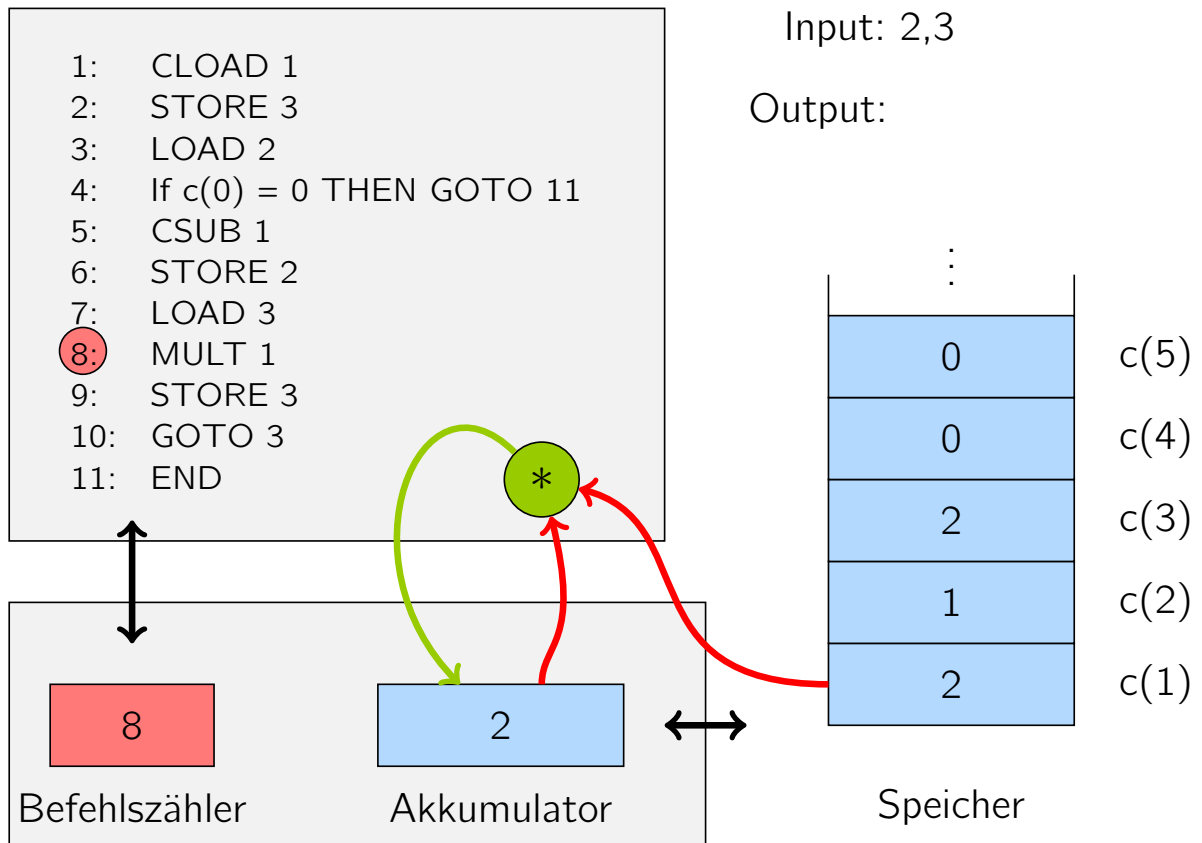 1: CLOAD 1
2: STORE 3
3: LOAD 2
4: If c(0) = 0 THEN GOTO 11
5: CSUB 1
6: STORE 2
7: LOAD 3
8: MULT 1
9: STORE 3
10: GOTO 3
11: END
*
Input: 2,3
Output:
⋮
0 c(5)
0 c(4)
2 c(3)
1 c(2)
2 c(1)
Speicher
8
Befehlszähler
2
Akkumulator